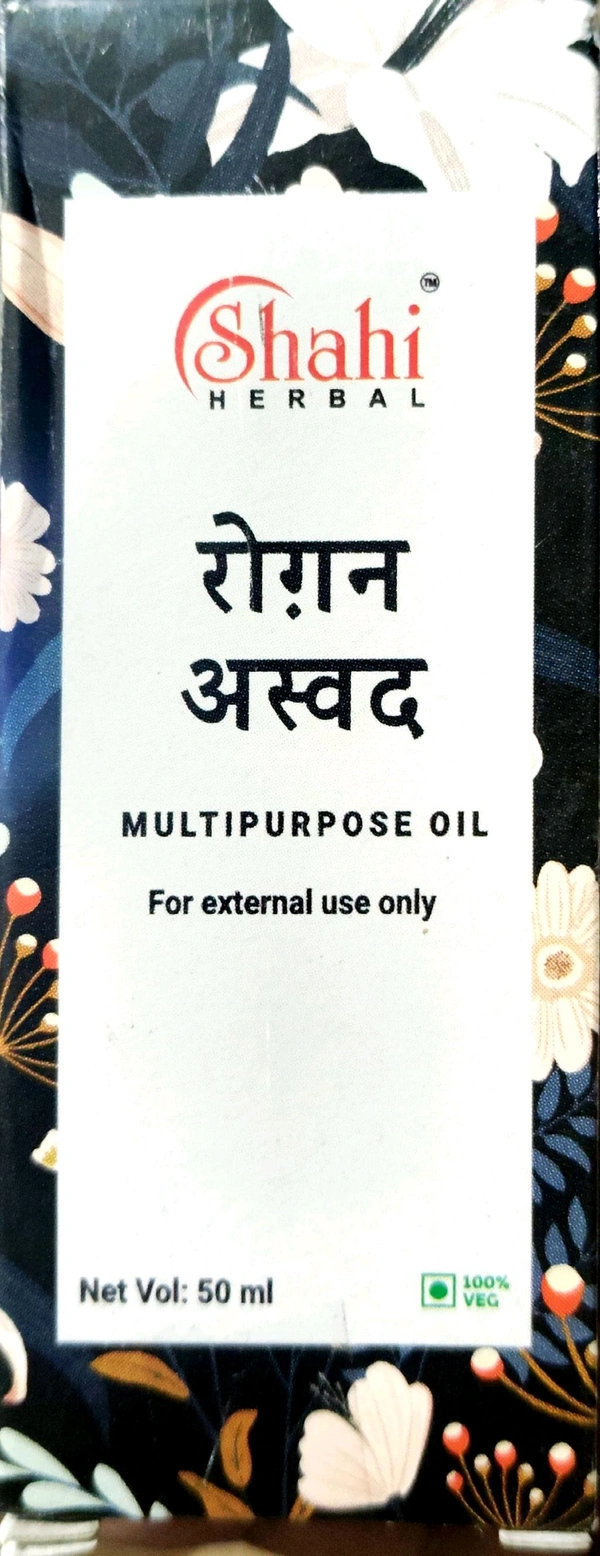 Shahi
TM
HERBAL
रोग़न
अस्वद
MULTIPURPOSE OIL
For external use only
Net Vol: 50 ml
100%
VEG